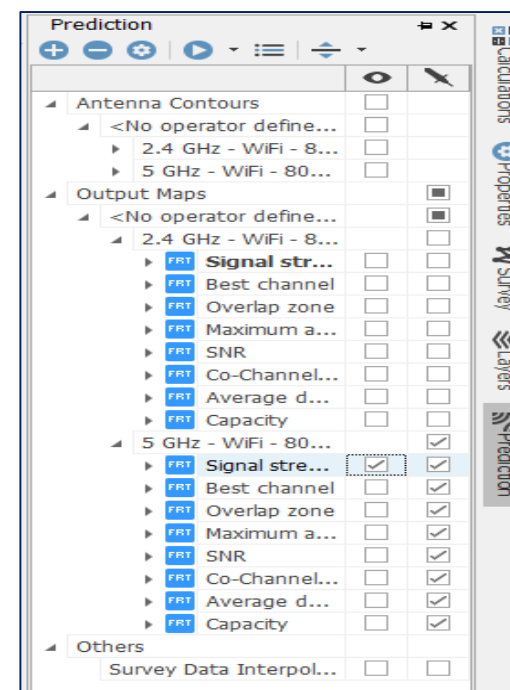 Prediction
Antenna Contours
<No operator define...
2.4 GHz - WiFi - 8...
5 GHz - WiFi - 80...
Output Maps
<No operator define...
2.4 GHz - WiFi - 8...
FRT Signal str...
FRT Best channel
FRT Overlap zone
FRT Maximum a...
FRT SNR
FRT Co-Channel...
FRT Average d...
FRT Capacity
5 GHz - WiFi - 80...
FRT Signal stre...
FRT Best channel
FRT Overlap zone
FRT Maximum a...
FRT SNR
FRT Co-Channel...
FRT Average d...
FRT Capacity
Others
Survey Data Interpol...
Calculations
Properties
Survey
Layers
Prediction